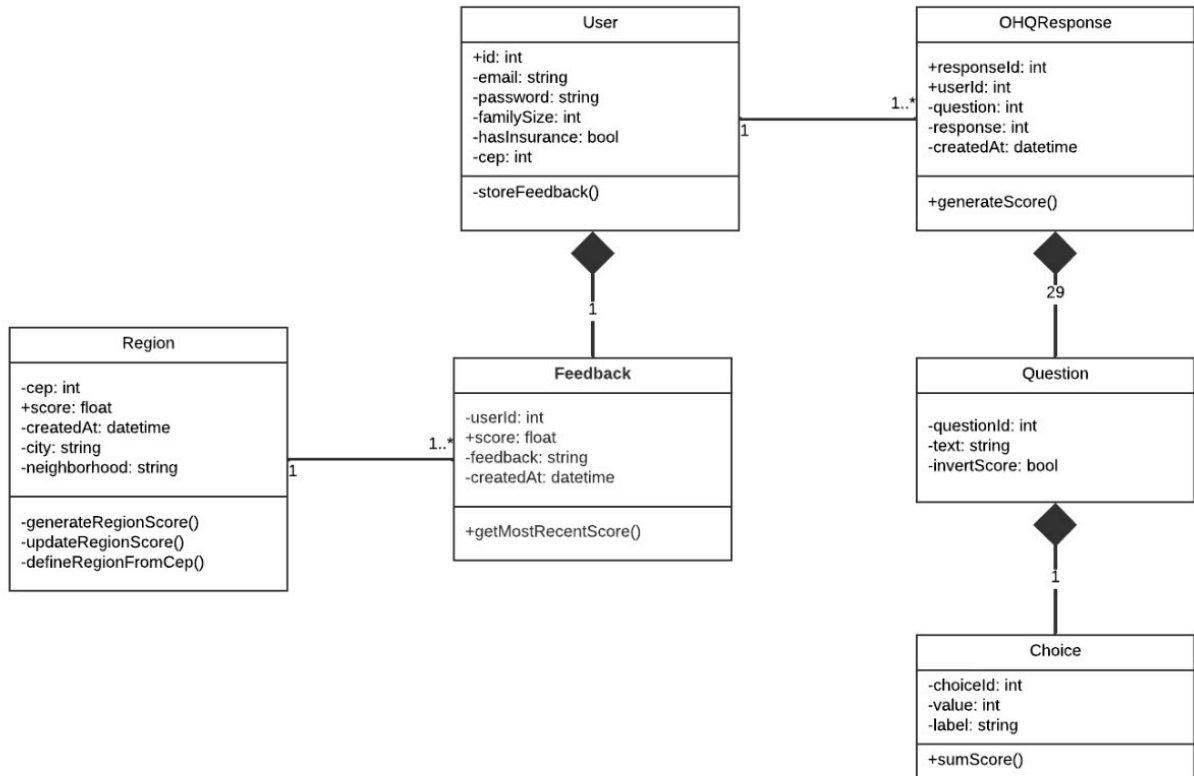 User
+id: int
-email: string
-password: string
-familySize: int
-hasInsurance: bool
-cep: int
-storeFeedback()
1
1..*
OHQResponse
+responseId: int
+userId: int
-question: int
-response: int
-createdAt: datetime
+generateScore()
1
29
Region
-cep: int
+score: float
-createdAt: datetime
-city: string
-neighborhood: string
-generateRegionScore()
-updateRegionScore()
-defineRegionFromCep()
1
1..*
Feedback
-userId: int
+score: float
-feedback: string
-createdAt: datetime
+getMostRecentScore()
Question
-questionId: int
-text: string
-invertScore: bool
1
Choice
-choiceId: int
-value: int
-label: string
+sumScore()